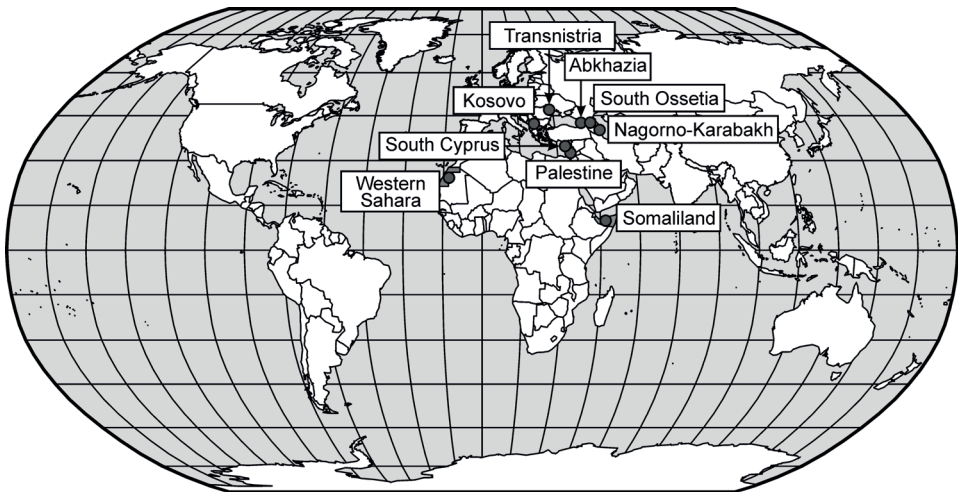 Transnistria
Abkhazia
Kosovo
South Ossetia
Nagorno-Karabakh
South Cyprus
Palestine
Western
Sahara
Somaliland